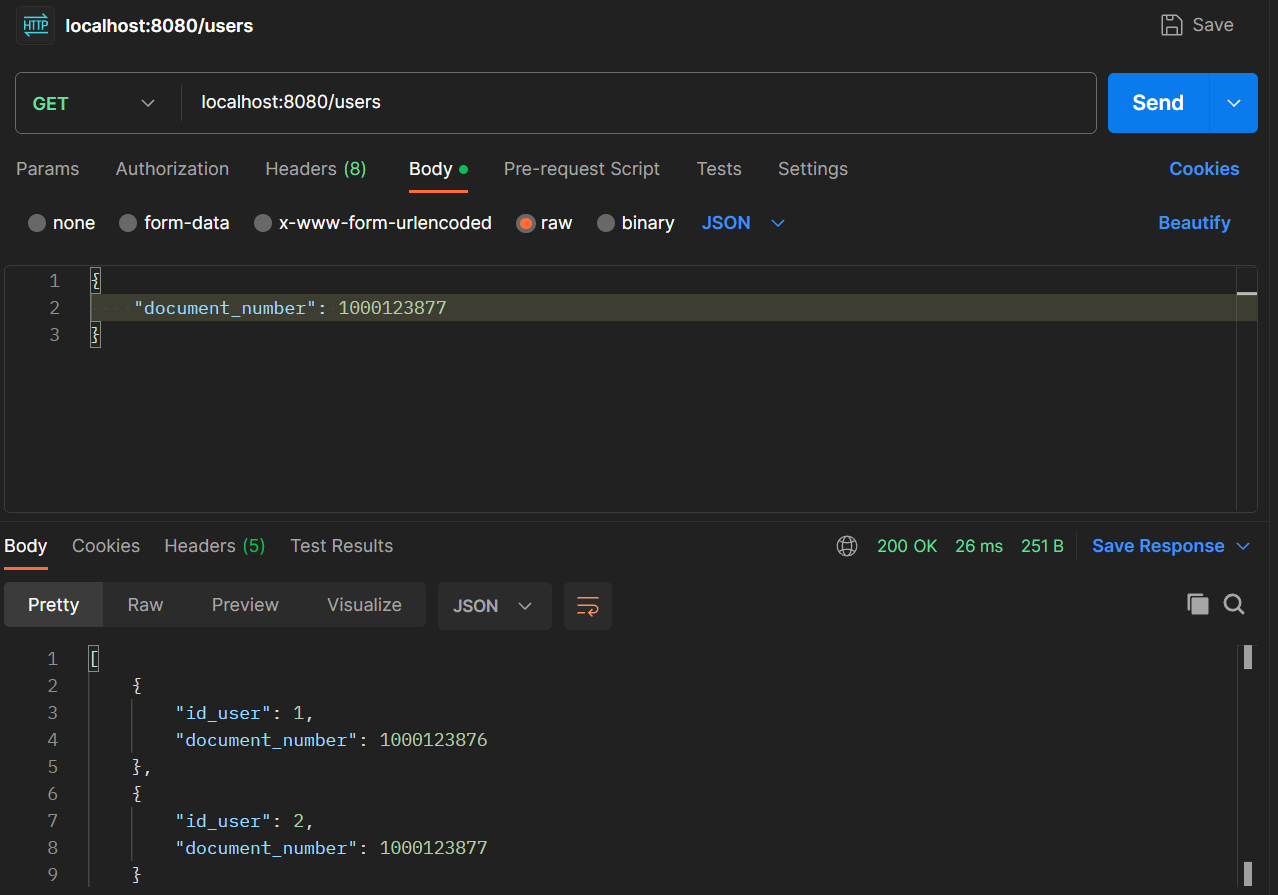 HTTP localhost:8080/users Save
GET localhost:8080/users Send
Params Authorization Headers (8) Body Pre-request Script Tests Settings Cookies
none form-data x-www-form-urlencoded raw binary JSON Beautify
1 {
2 "document_number": 1000123877
3 }
Body Cookies Headers (5) Test Results 200 OK 26 ms 251 B Save Response
Pretty Raw Preview Visualize JSON
1 [
2 {
3 "id_user": 1,
4 "document_number": 1000123876
5 },
6 {
7 "id_user": 2,
8 "document_number": 1000123877
9 }